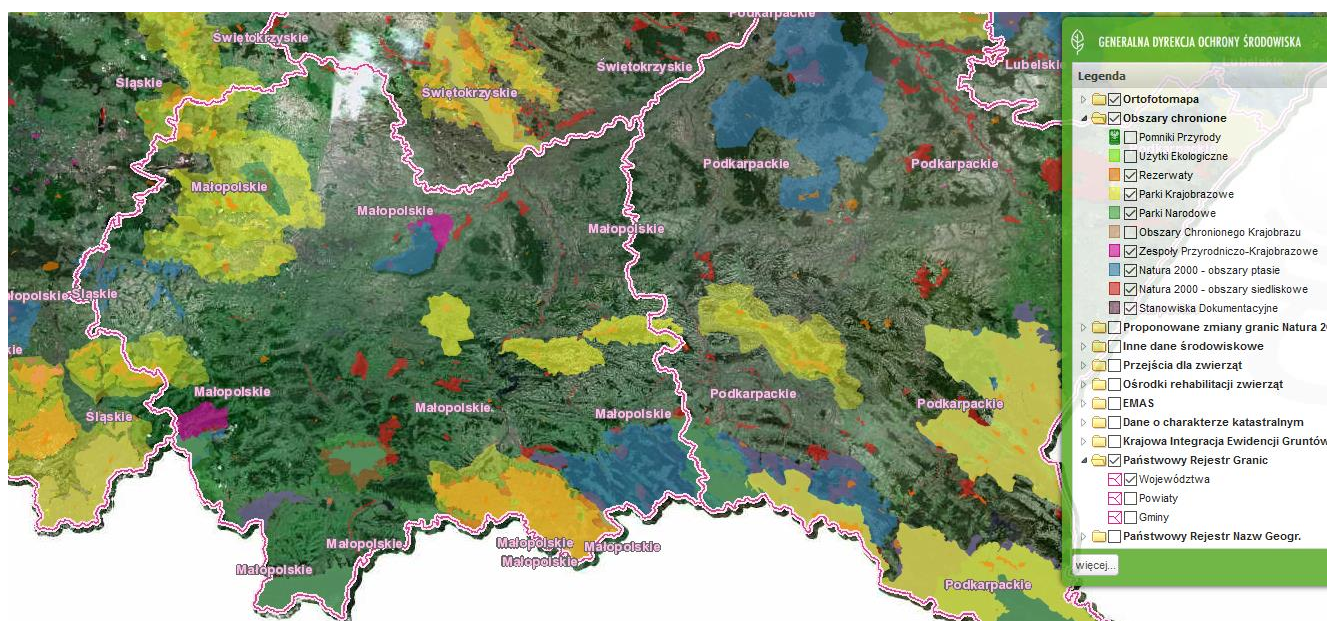 Podkarpackie
Świętokrzyskie
Świętokrzyskie
Lubelski
Śląskie
Świętokrzyskie
Podkarpackie
Podkarpackie
Małopolskie
Małopolskie
Małopolskie
łopolskie
Śląskie
kie
Małopolskie
Śląskie
Małopolskie
Małopolskie
Podkarpackie
Podkarpackie
Małopolskie
Małopolskie
Małopolskie
Małopolskie
Małopolskie
Podkarpackie
GENERALNA DYREKCJA OCHRONY ŚRODOWISKA
Legenda
Ortofotomapa
Obszary chronione
Pomniki Przyrody
Użytki Ekologiczne
Rezerwaty
Parki Krajobrazowe
Parki Narodowe
Obszary Chronionego Krajobrazu
Zespoły Przyrodniczo-Krajobrazowe
Natura 2000 - obszary ptasie
Natura 2000 - obszary siedliskowe
Stanowiska Dokumentacyjne
Proponowane zmiany granic Natura 2
Inne dane środowiskowe
Przejścia dla zwierząt
Ośrodki rehabilitacji zwierząt
EMAS
Dane o charakterze katastralnym
Krajowa Integracja Ewidencji Gruntów
Państwowy Rejestr Granic
Województwa
Powiaty
Gminy
Państwowy Rejestr Nazw Geogr.
więcej...